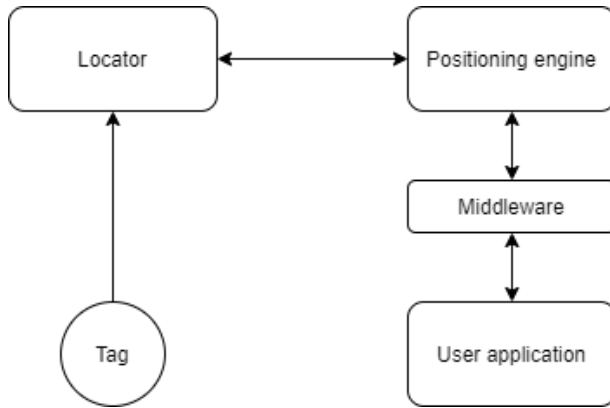 Locator
Positioning engine
Middleware
Tag
User application